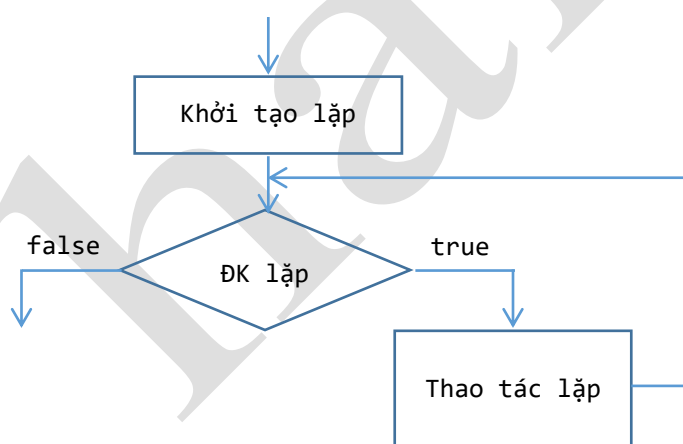 Khởi tạo lặp
false
true
ĐK lặp
Thao tác lặp